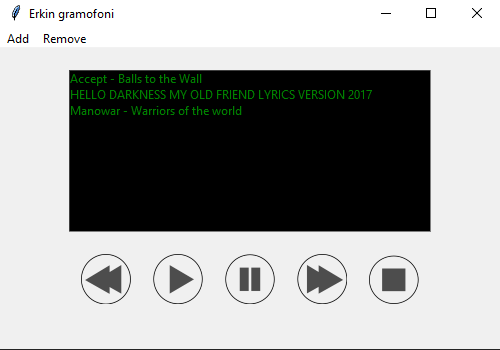 Erkin gramofoni
Add Remove
Accept - Balls to the Wall
HELLO DARKNESS MY OLD FRIEND LYRICS VERSION 2017
Manowar - Warriors of the world